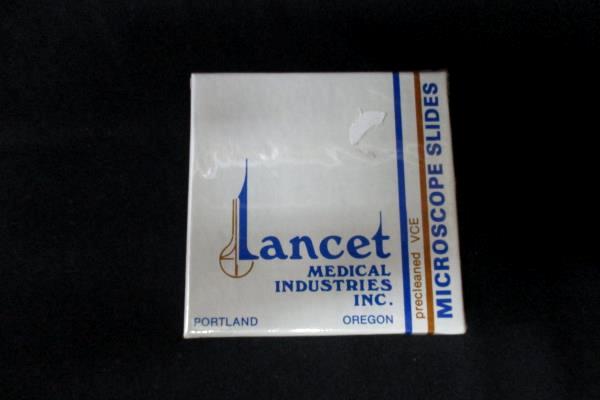 Lancet
MEDICAL
INDUSTRIES
INC.
PORTLAND OREGON
precleaned VCE
MICROSCOPE SLIDES